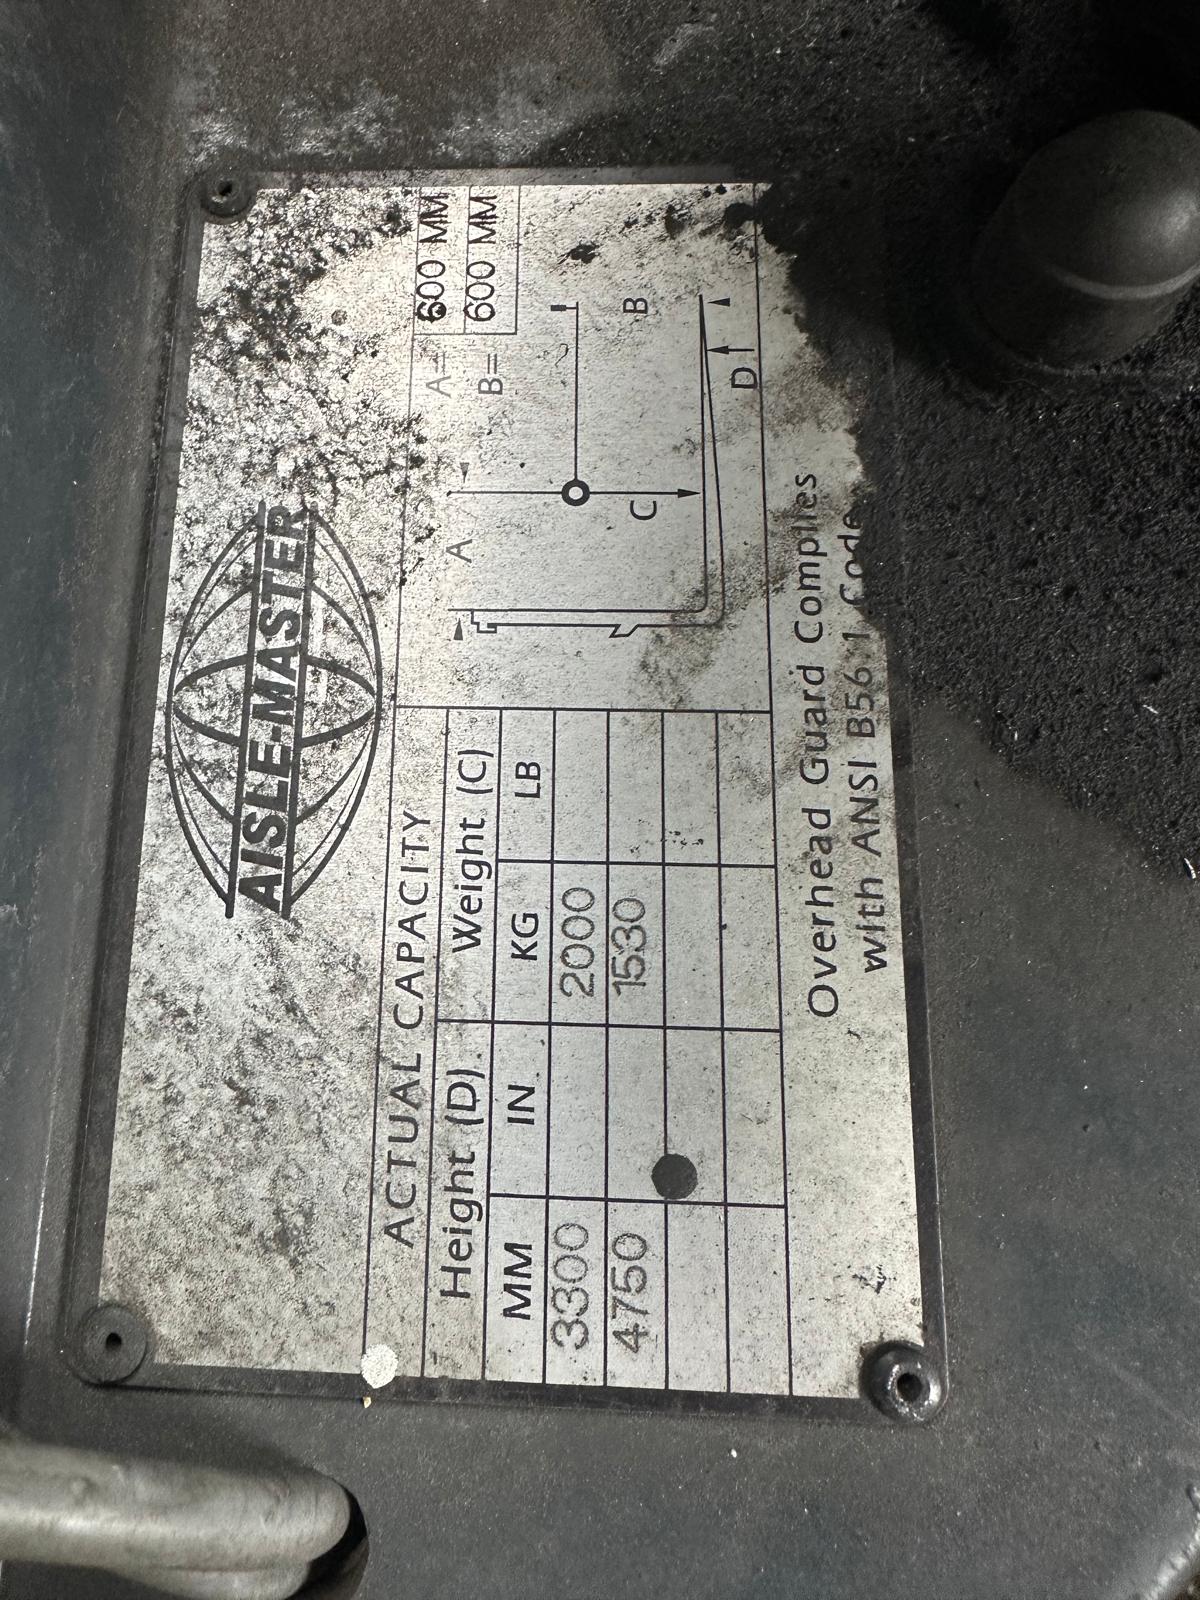 AISLE-MASTER
ACTUAL CAPACITY
Height (D) Weight (C)
MM IN KG LB
3300 2000
4750 1530
A= 600 MM
B= 600 MM
A
B
C
D
Overhead Guard Complies
with ANSI B56.1 Code